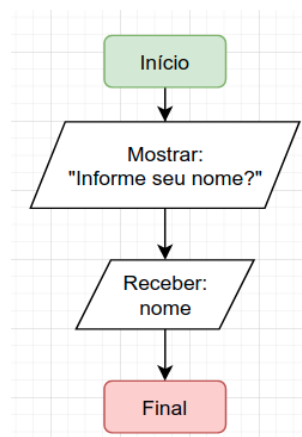 Início
Mostrar:
"Informe seu nome?"
Receber:
nome
Final